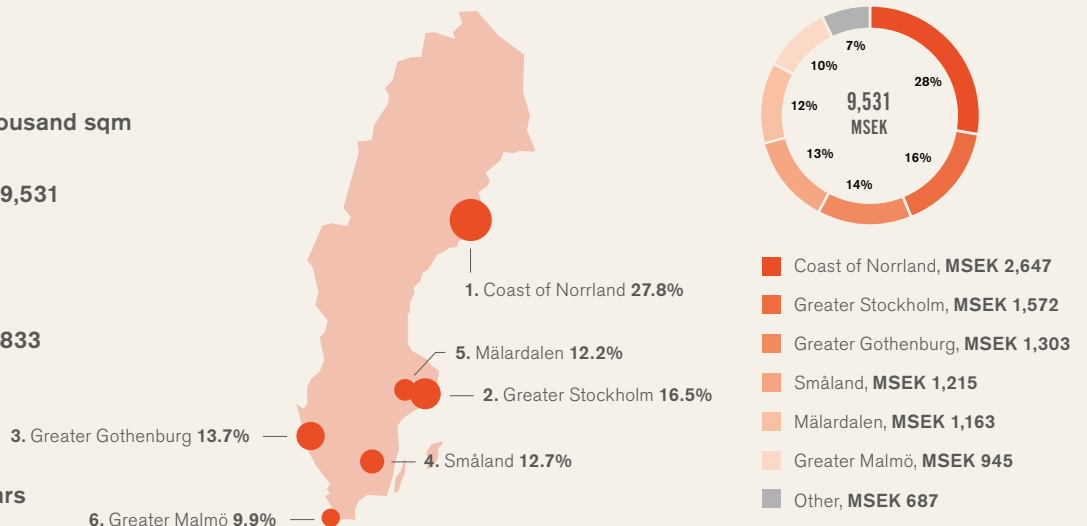 ousand sqm
9,531
833
1. Coast of Norrland 27.8%
5. Mälardalen 12.2%
2. Greater Stockholm 16.5%
3. Greater Gothenburg 13.7%
4. Småland 12.7%
6. Greater Malmö 9.9%
7%
10%
28%
12%
9,531
MSEK
13%
16%
14%
Coast of Norrland, MSEK 2,647
Greater Stockholm, MSEK 1,572
Greater Gothenburg, MSEK 1,303
Småland, MSEK 1,215
Mälardalen, MSEK 1,163
Greater Malmö, MSEK 945
Other, MSEK 687